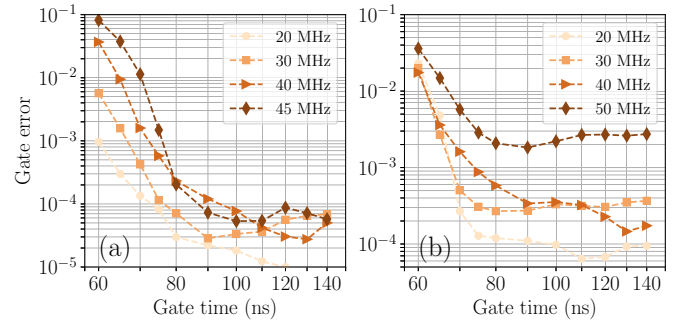 Gate error
10⁻¹
10⁻²
10⁻³
10⁻⁴
10⁻⁵
20 MHz
30 MHz
40 MHz
45 MHz
(a)
60 80 100 120 140
Gate time (ns)
10⁻¹
10⁻²
10⁻³
10⁻⁴
20 MHz
30 MHz
40 MHz
50 MHz
(b)
60 80 100 120 140
Gate time (ns)